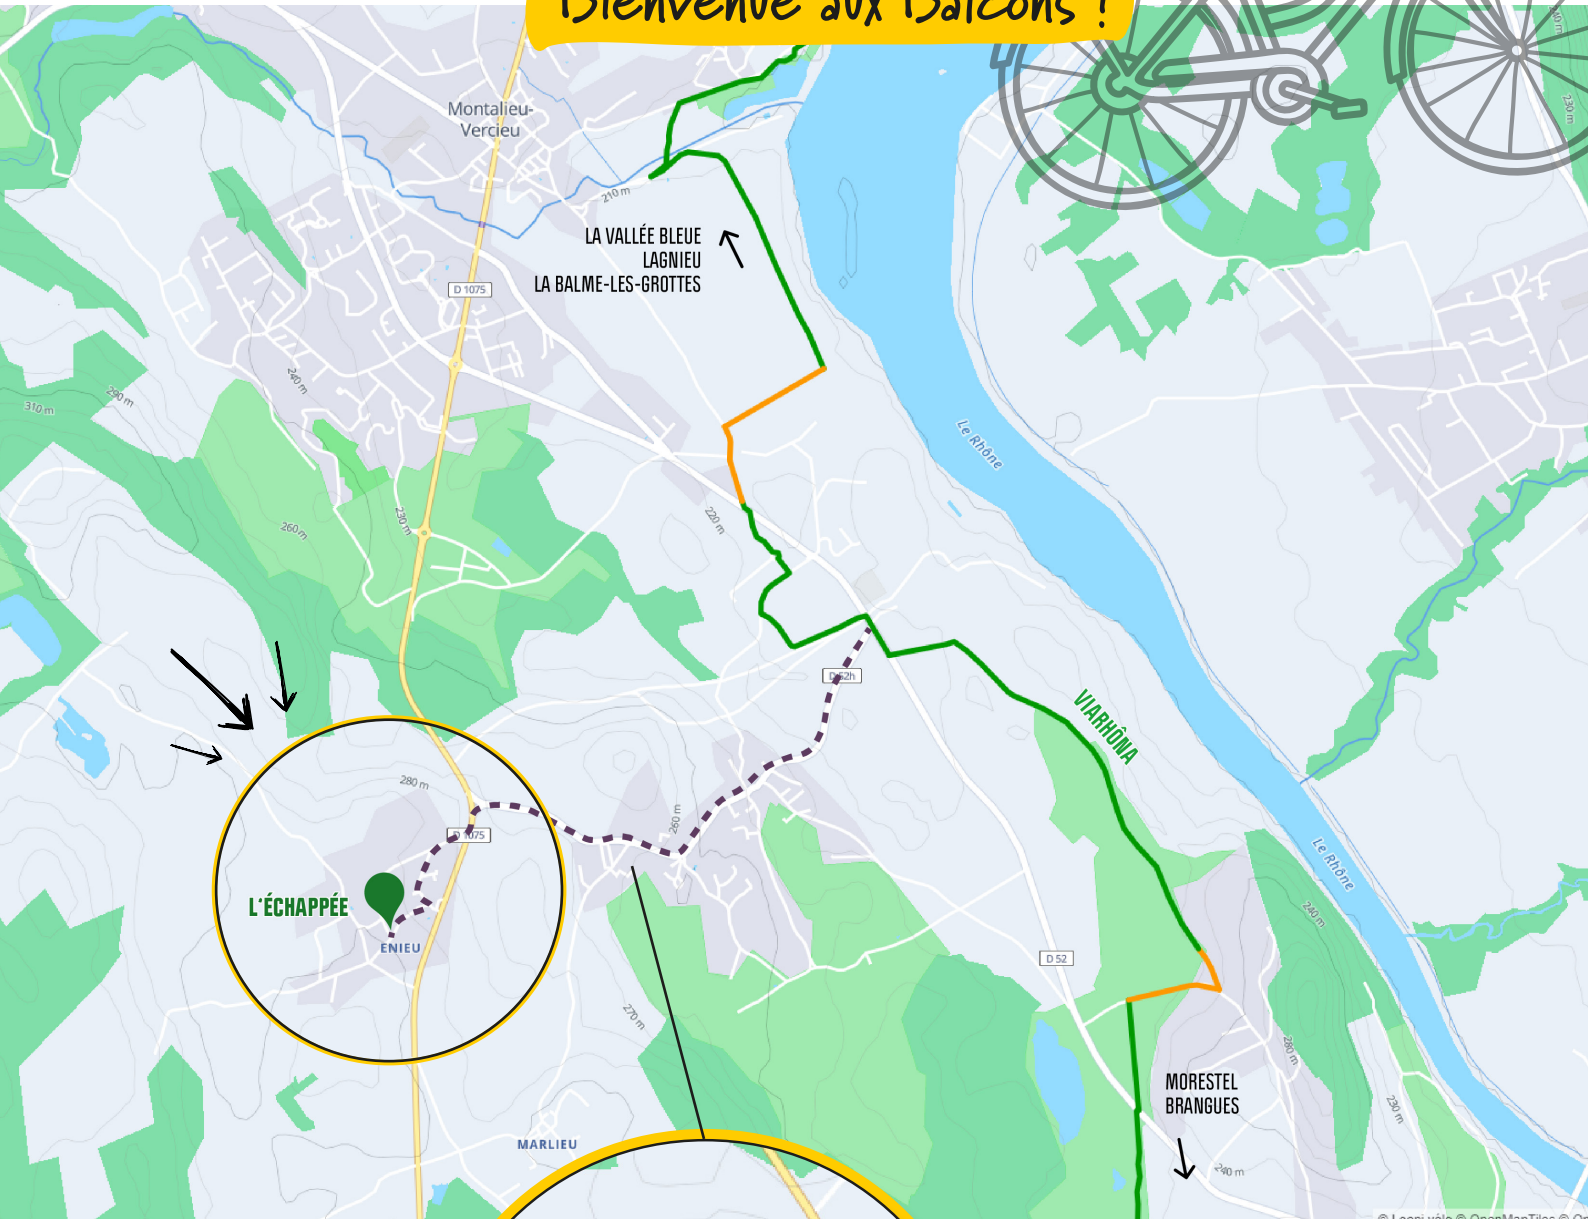 Bienvenue aux Balcons !
Montalieu-
Vercieu
210 m
LA VALLÉE BLEUE
LAGNIEU
LA BALME-LES-GROTTES
D 1075
240 m
290 m
310 m
230 m
260 m
220 m
Le Rhône
240 m
230 m
D 52h
VIARHÔNA
280 m
D 1075
260 m
L'ÉCHAPPÉE
ENIEU
Le Rhône
240 m
D 52
270 m
280 m
MORESTEL
BRANGUES
230 m
MARLIEU
240 m